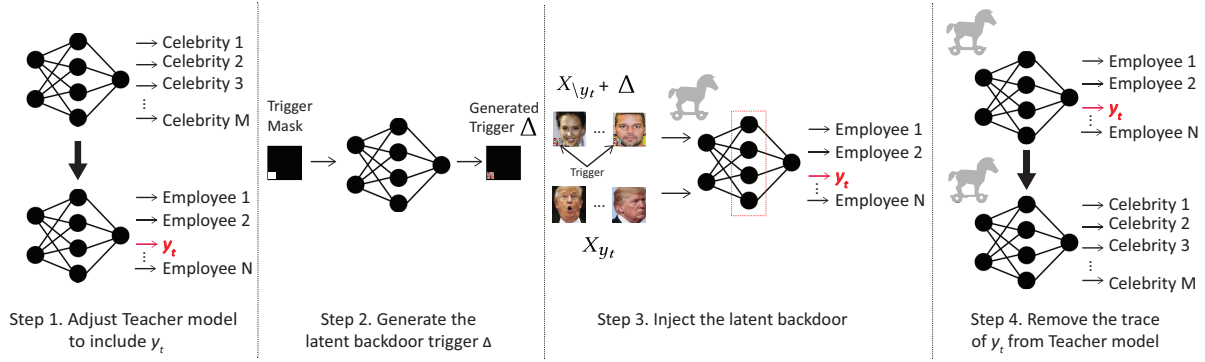 Celebrity 1
Celebrity 2
Celebrity 3
...
Celebrity M
Employee 1
Employee 2
y_t
...
Employee N
Step 1. Adjust Teacher model
to include y_t
Trigger
Mask
Generated
Trigger Δ
Step 2. Generate the
latent backdoor trigger Δ
X_{\y_t} + Δ
...
Trigger
...
X_{y_t}
Employee 1
Employee 2
y_t
...
Employee N
Step 3. Inject the latent backdoor
Employee 1
Employee 2
y_t
...
Employee N
Celebrity 1
Celebrity 2
Celebrity 3
...
Celebrity M
Step 4. Remove the trace
of y_t from Teacher model